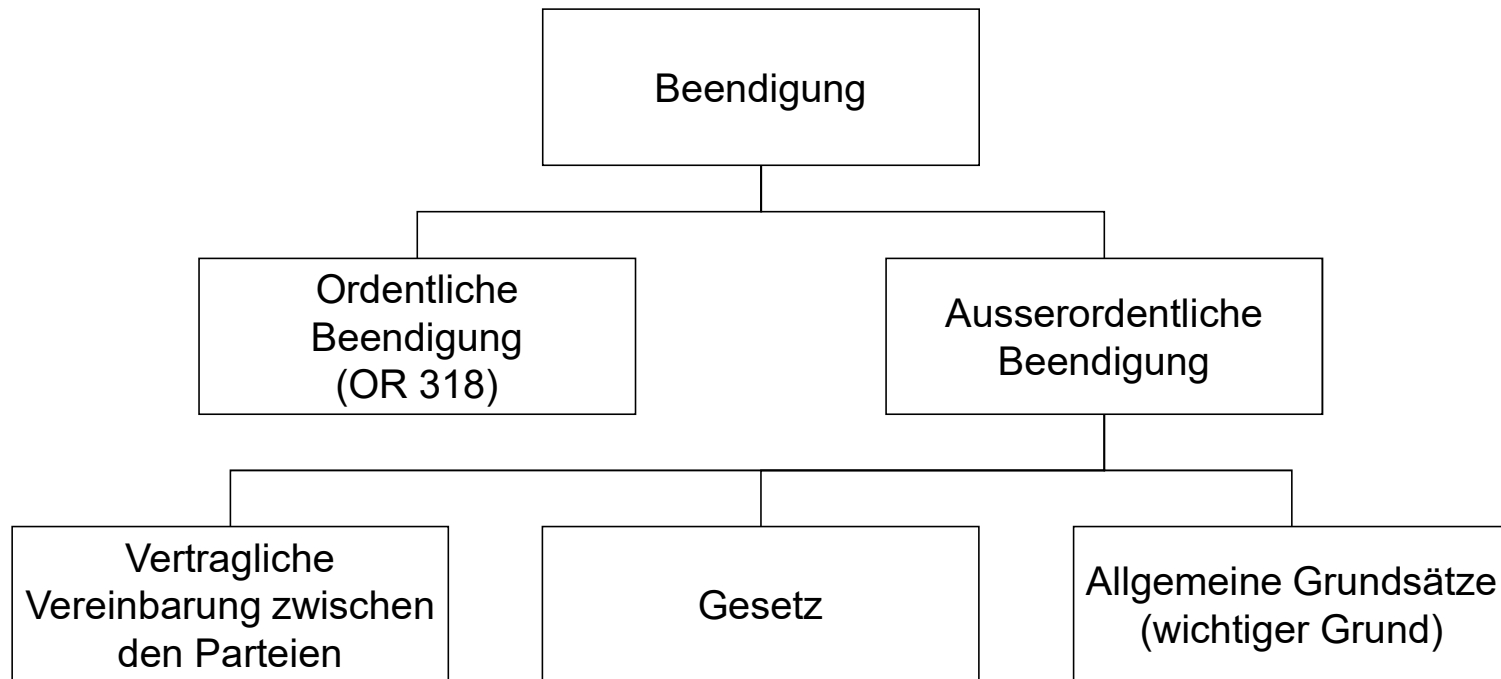 Beendigung
Ordentliche
Beendigung
(OR 318)
Ausserordentliche
Beendigung
Vertragliche
Vereinbarung zwischen
den Parteien
Gesetz
Allgemeine Grundsätze
(wichtiger Grund)